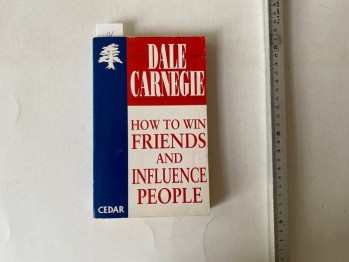 DALE
CARNEGIE
HOW TO WIN
FRIENDS
AND
INFLUENCE
PEOPLE
CEDAR